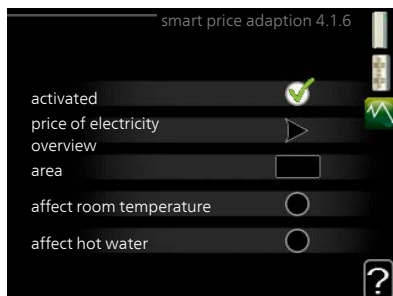 smart price adaption 4.1.6
activated
price of electricity
overview
area
affect room temperature
affect hot water
?